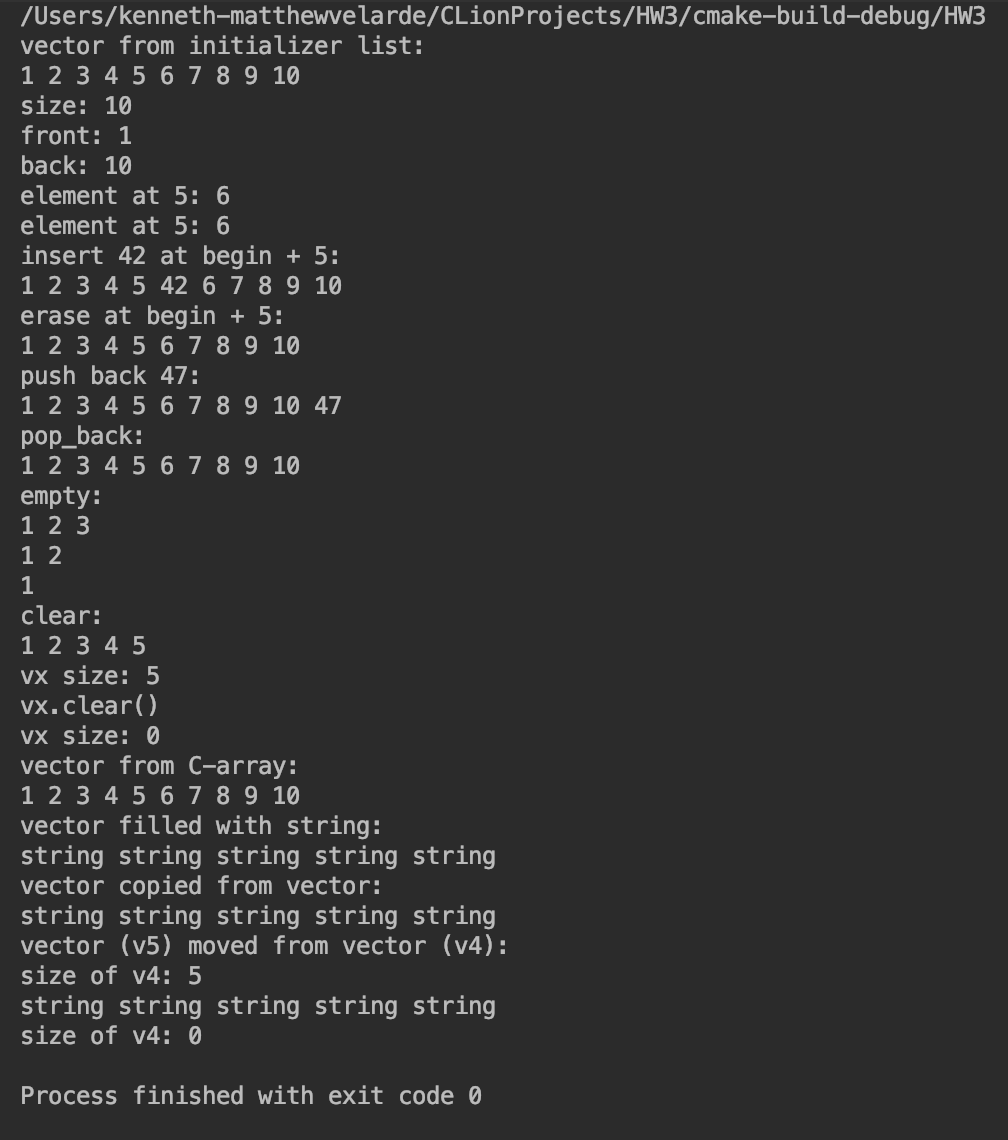 /Users/kenneth-matthewvelarde/CLionProjects/HW3/cmake-build-debug/HW3
vector from initializer list:
1 2 3 4 5 6 7 8 9 10
size: 10
front: 1
back: 10
element at 5: 6
element at 5: 6
insert 42 at begin + 5:
1 2 3 4 5 42 6 7 8 9 10
erase at begin + 5:
1 2 3 4 5 6 7 8 9 10
push back 47:
1 2 3 4 5 6 7 8 9 10 47
pop_back:
1 2 3 4 5 6 7 8 9 10
empty:
1 2 3
1 2
1
clear:
1 2 3 4 5
vx size: 5
vx.clear()
vx size: 0
vector from C-array:
1 2 3 4 5 6 7 8 9 10
vector filled with string:
string string string string string
vector copied from vector:
string string string string string
vector (v5) moved from vector (v4):
size of v4: 5
string string string string string
size of v4: 0
Process finished with exit code 0